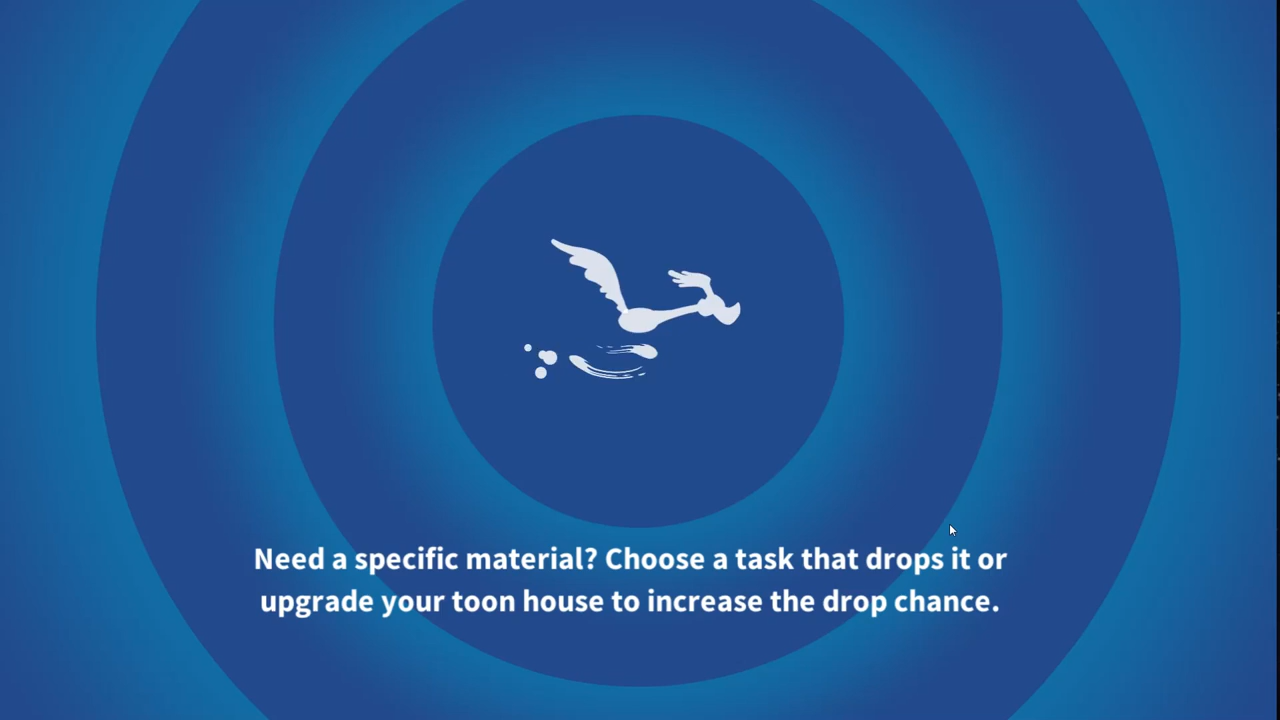 Need a specific material? Choose a task that drops it or
upgrade your toon house to increase the drop chance.